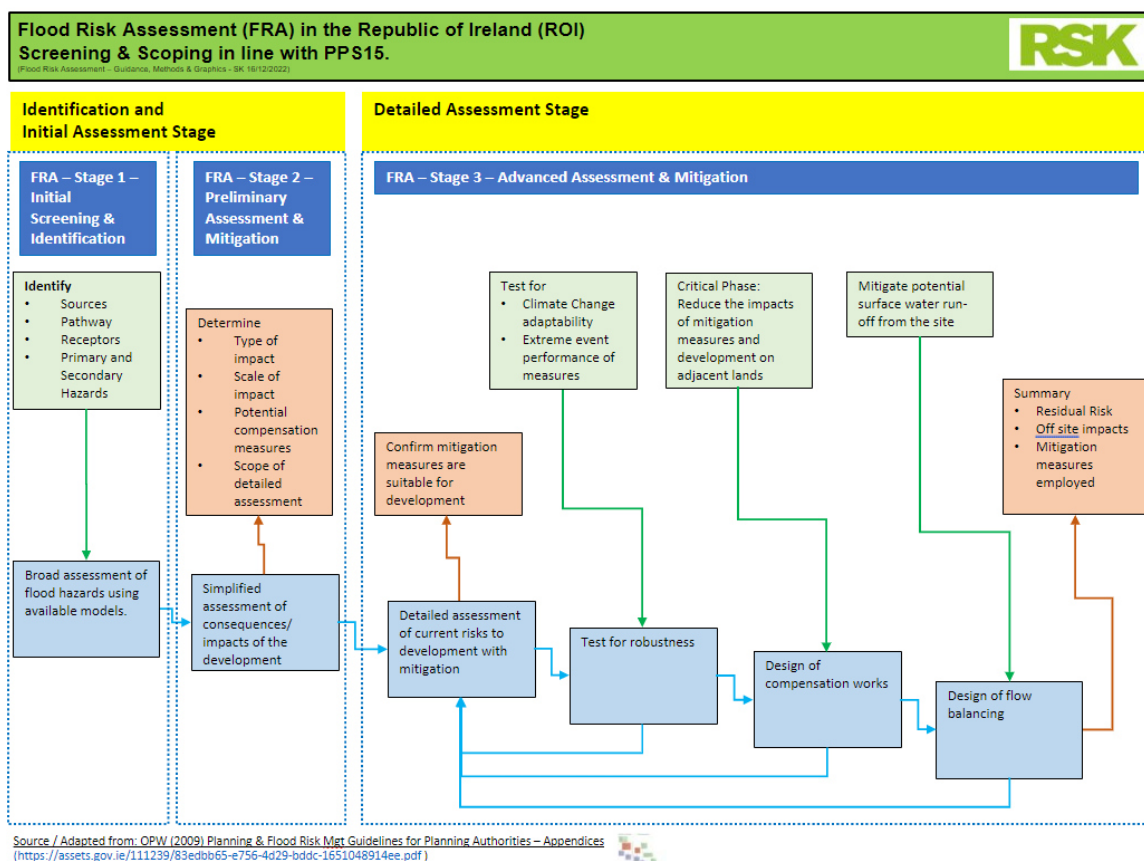 Flood Risk Assessment (FRA) in the Republic of Ireland (ROI)
Screening & Scoping in line with PPS15.
(Flood Risk Assessment – Guidance, Methods & Graphics - SK 16/12/2022)
RSK
Identification and
Initial Assessment Stage
Detailed Assessment Stage
FRA – Stage 1 –
Initial
Screening &
Identification
FRA – Stage 2 –
Preliminary
Assessment &
Mitigation
FRA – Stage 3 – Advanced Assessment & Mitigation
Identify
• Sources
• Pathway
• Receptors
• Primary and
Secondary
Hazards
Determine
• Type of
impact
• Scale of
impact
• Potential
compensation
measures
• Scope of
detailed
assessment
Test for
• Climate Change
adaptability
• Extreme event
performance of
measures
Critical Phase:
Reduce the impacts
of mitigation
measures and
development on
adjacent lands
Mitigate potential
surface water run-
off from the site
Confirm mitigation
measures are
suitable for
development
Summary
• Residual Risk
• Off site impacts
• Mitigation
measures
employed
Broad assessment of
flood hazards using
available models.
Simplified
assessment of
consequences/
impacts of the
development
Detailed assessment
of current risks to
development with
mitigation
Test for robustness
Design of
compensation works
Design of flow
balancing
Source / Adapted from: OPW (2009) Planning & Flood Risk Mgt Guidelines for Planning Authorities – Appendices
(https://assets.gov.ie/111239/83edbb65-e756-4d29-bddc-1651048914ee.pdf )